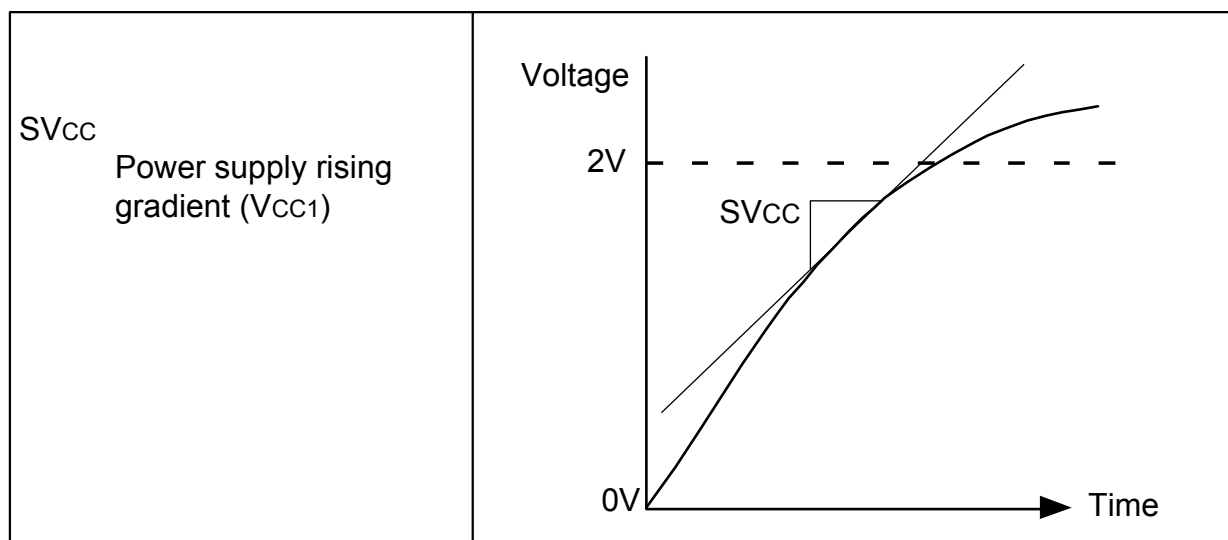 SVCC
Power supply rising
gradient (VCC1)
Voltage
2V
SVCC
0V
Time